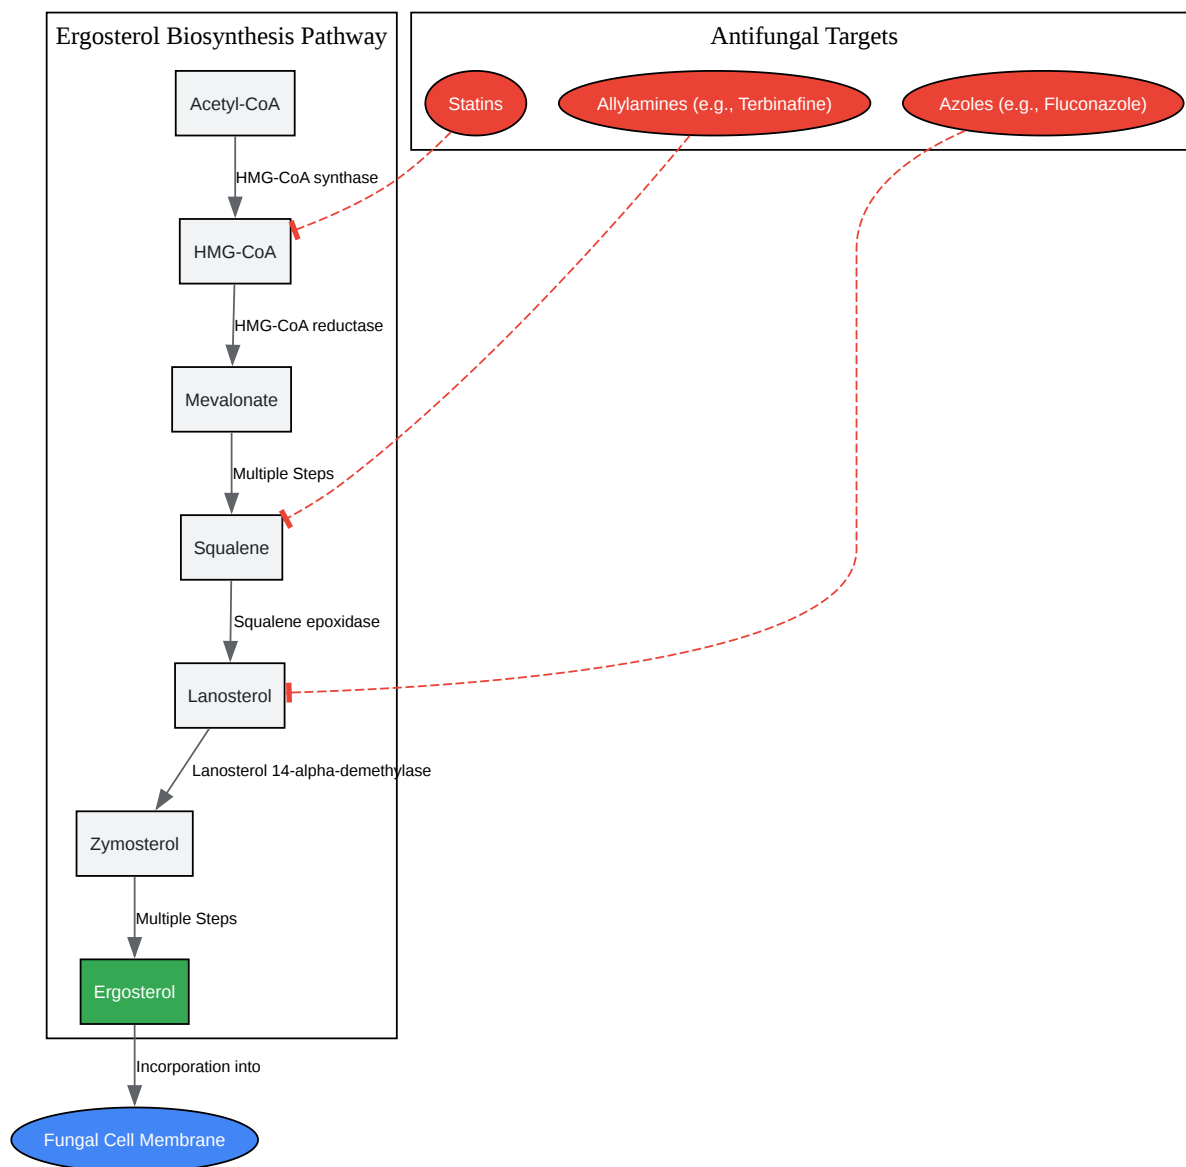 Ergosterol Biosynthesis Pathway
Antifungal Targets
Acetyl-CoA
Statins
Allylamines (e.g., Terbinafine)
Azoles (e.g., Fluconazole)
HMG-CoA synthase
HMG-CoA
HMG-CoA reductase
Mevalonate
Multiple Steps
Squalene
Squalene epoxidase
Lanosterol
Lanosterol 14-alpha-demethylase
Zymosterol
Multiple Steps
Ergosterol
Incorporation into
Fungal Cell Membrane